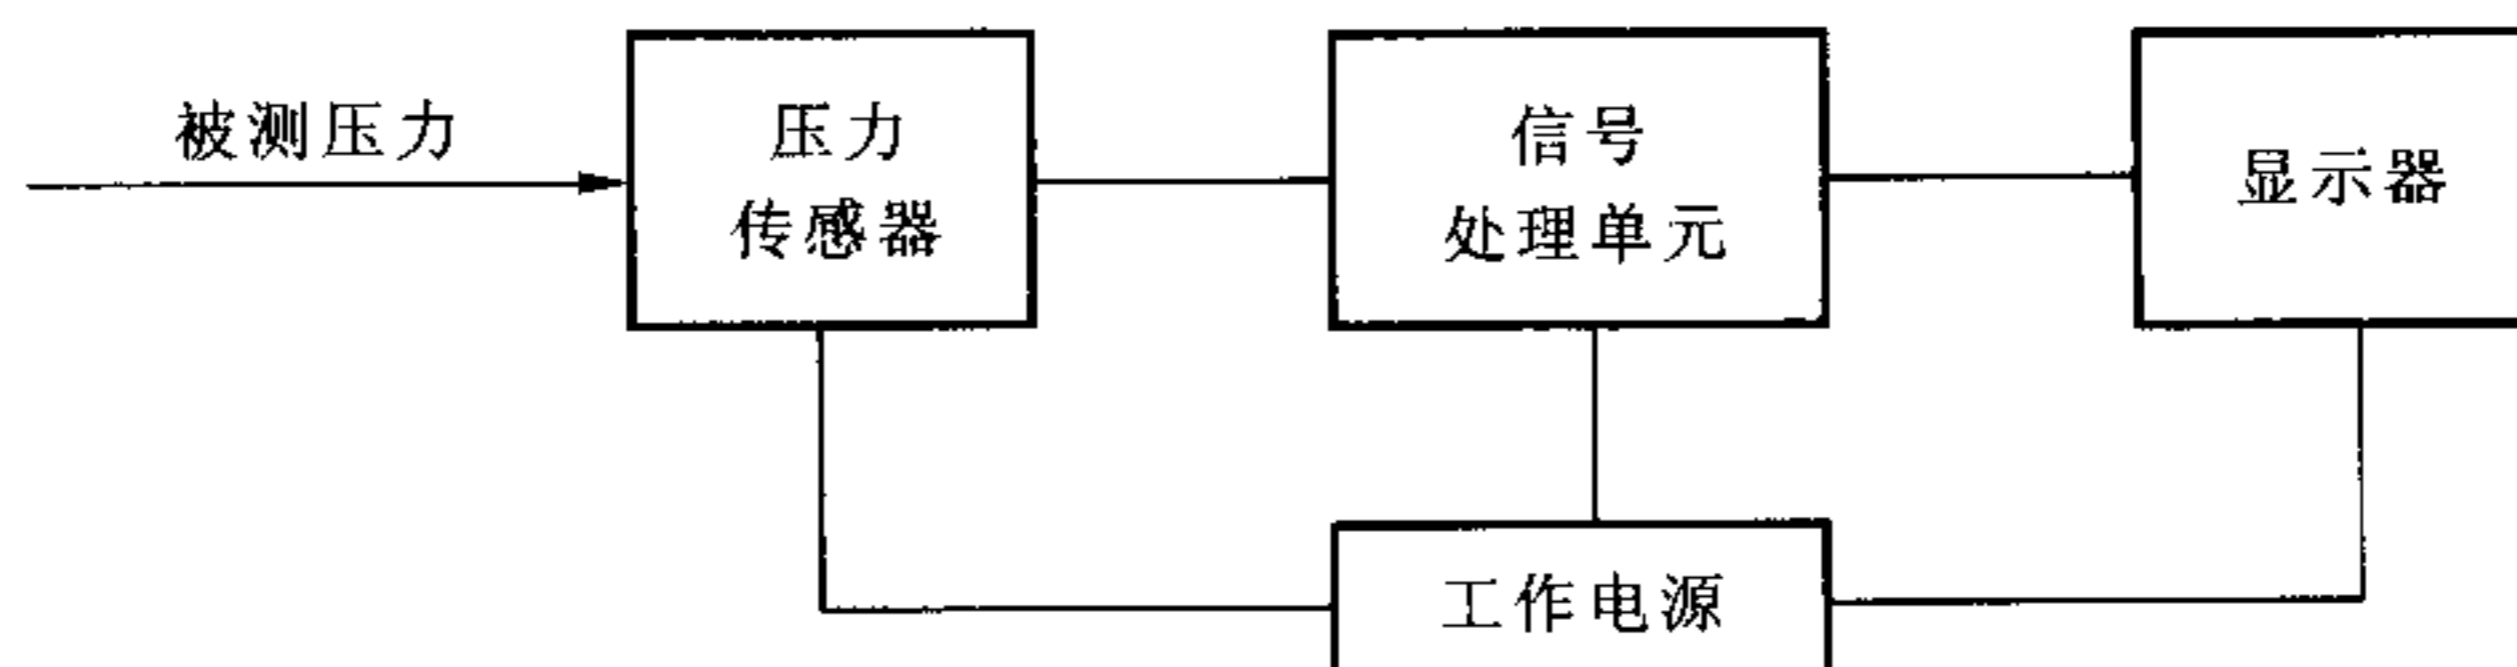 被测压力
压力
传感器
信号
处理单元
显示器
工作电源